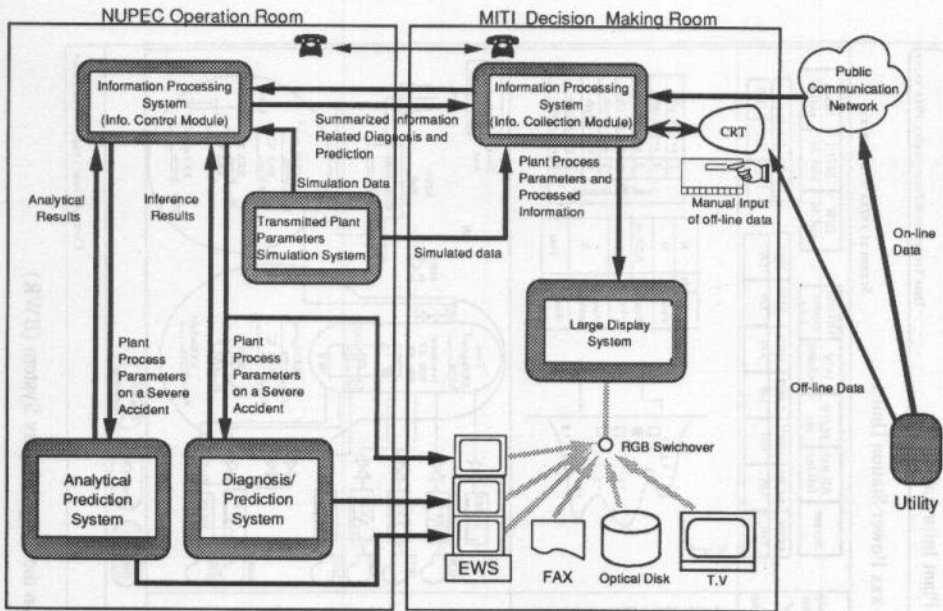 NUPEC Operation Room
MITI Decision Making Room
Information Processing
System
(Info. Control Module)
Information Processing
System
(Info. Collection Module)
Public
Communication
Network
CRT
Summarized Information
Related Diagnosis and
Prediction
Plant Process
Parameters and
Processed
Information
Manual Input
of off-line data
Analytical
Results
Inference
Results
Simulation Data
Transmitted Plant
Parameters
Simulation System
Simulated data
On-line
Data
Large Display
System
Off-line Data
Plant
Process
Parameters
on a Severe
Accident
Plant
Process
Parameters
on a Severe
Accident
RGB Swichover
Analytical
Prediction
System
Diagnosis/
Prediction
System
EWS
FAX
Optical Disk
T.V
Utility